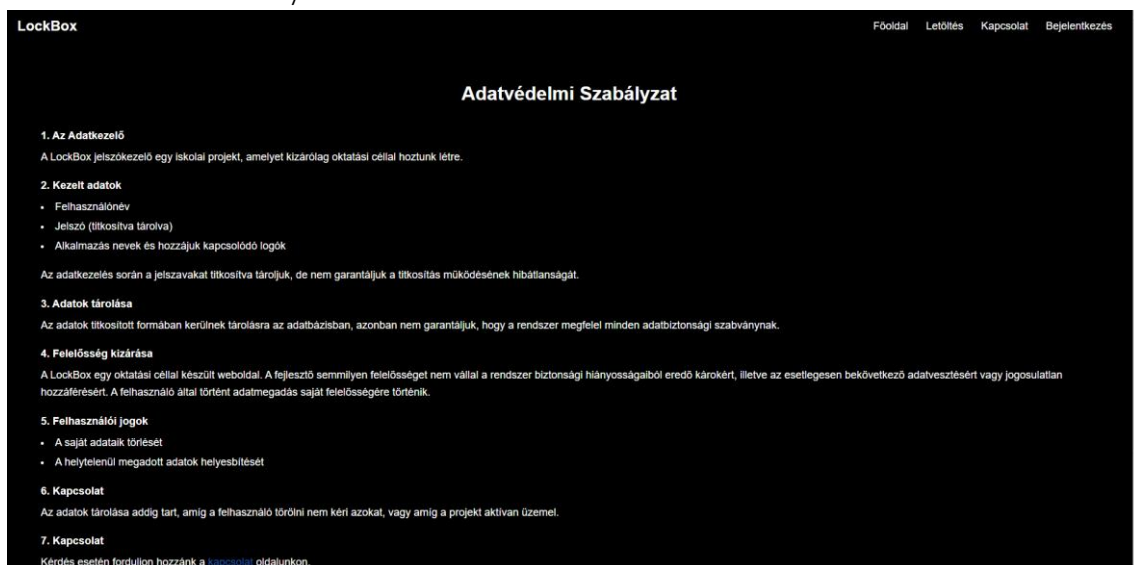 LockBox
Főoldal Letöltés Kapcsolat Bejelentkezés
Adatvédelmi Szabályzat
1. Az Adatkezelő
A LockBox jelszókezelő egy iskolai projekt, amelyet kizárólag oktatási céllal hoztunk létre.
2. Kezelt adatok
• Felhasználónév
• Jelszó (titkosítva tárolva)
• Alkalmazás nevek és hozzájuk kapcsolódó logók
Az adatkezelés során a jelszavakat titkosítva tároljuk, de nem garantáljuk a titkosítás működésének hibátlanságát.
3. Adatok tárolása
Az adatok titkosított formában kerülnek tárolásra az adatbázisban, azonban nem garantáljuk, hogy a rendszer megfelel minden adatbiztonsági szabványnak.
4. Felelősség kizárása
A LockBox egy oktatási céllal készült weboldal. A fejlesztő semmilyen felelősséget nem vállal a rendszer biztonsági hiányosságaiból eredő károkért, illetve az esetlegesen bekövetkező adatvesztésért vagy jogosulatlan
hozzáférésért. A felhasználó által történt adatmegadás saját felelősségére történik.
5. Felhasználói jogok
• A saját adataik törlését
• A helytelenül megadott adatok helyesbítését
6. Kapcsolat
Az adatok tárolása addig tart, amíg a felhasználó törölni nem kéri azokat, vagy amíg a projekt aktívan üzemel.
7. Kapcsolat
Kérdés esetén forduljon hozzánk a kapcsolat oldalunkon.